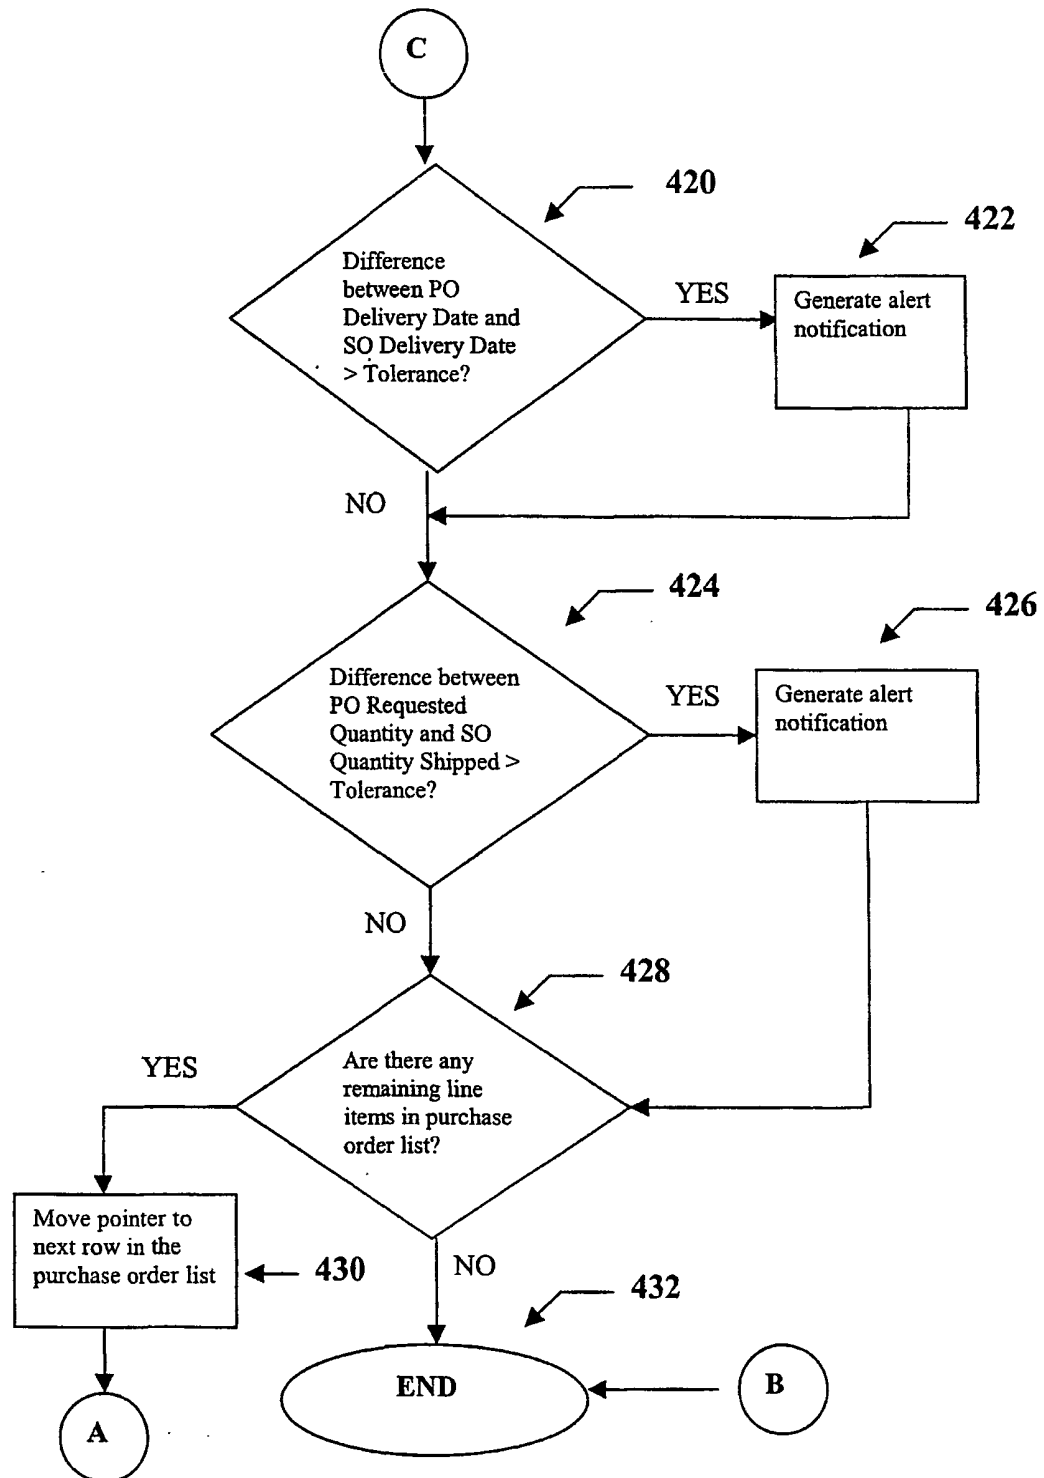 C
420
422
Difference
between PO
Delivery Date and
SO Delivery Date
> Tolerance?
YES
Generate alert
notification
NO
424
426
Difference between
PO Requested
Quantity and SO
Quantity Shipped >
Tolerance?
YES
Generate alert
notification
NO
428
YES
Are there any
remaining line
items in purchase
order list?
Move pointer to
next row in the
purchase order list
430
NO
432
END
B
A